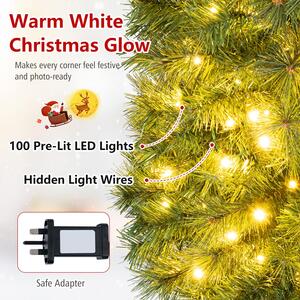 Warm White
Christmas Glow
Makes every corner feel festive
and photo-ready
100 Pre-Lit LED Lights
Hidden Light Wires
Safe Adapter